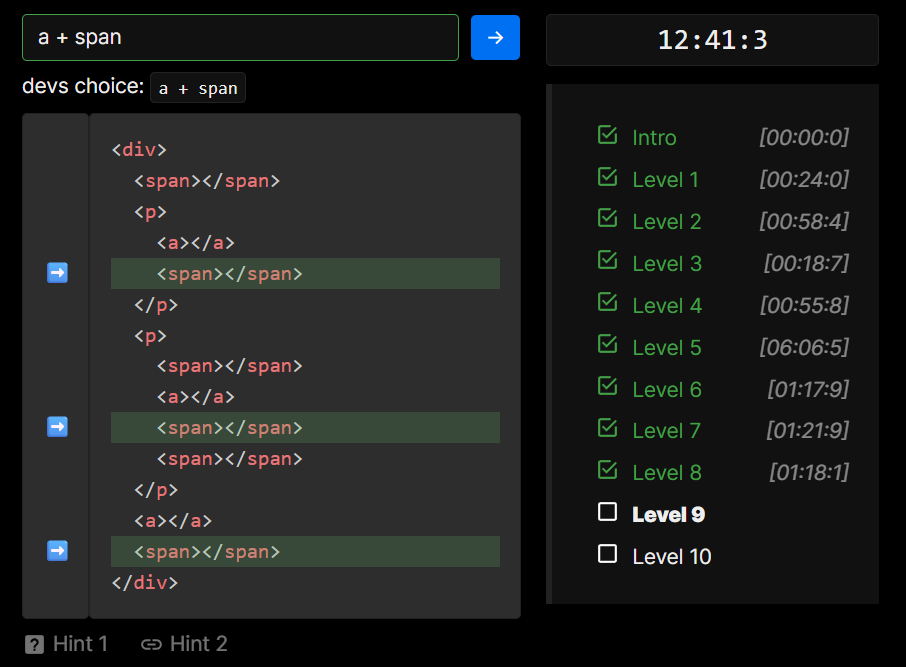 a + span
12:41:3
devs choice: a + span
<div>
<span></span>
<p>
<a></a>
<span></span>
</p>
<p>
<span></span>
<a></a>
<span></span>
<span></span>
</p>
<a></a>
<span></span>
</div>
? Hint 1 Hint 2
Intro [00:00:0]
Level 1 [00:24:0]
Level 2 [00:58:4]
Level 3 [00:18:7]
Level 4 [00:55:8]
Level 5 [06:06:5]
Level 6 [01:17:9]
Level 7 [01:21:9]
Level 8 [01:18:1]
Level 9
Level 10